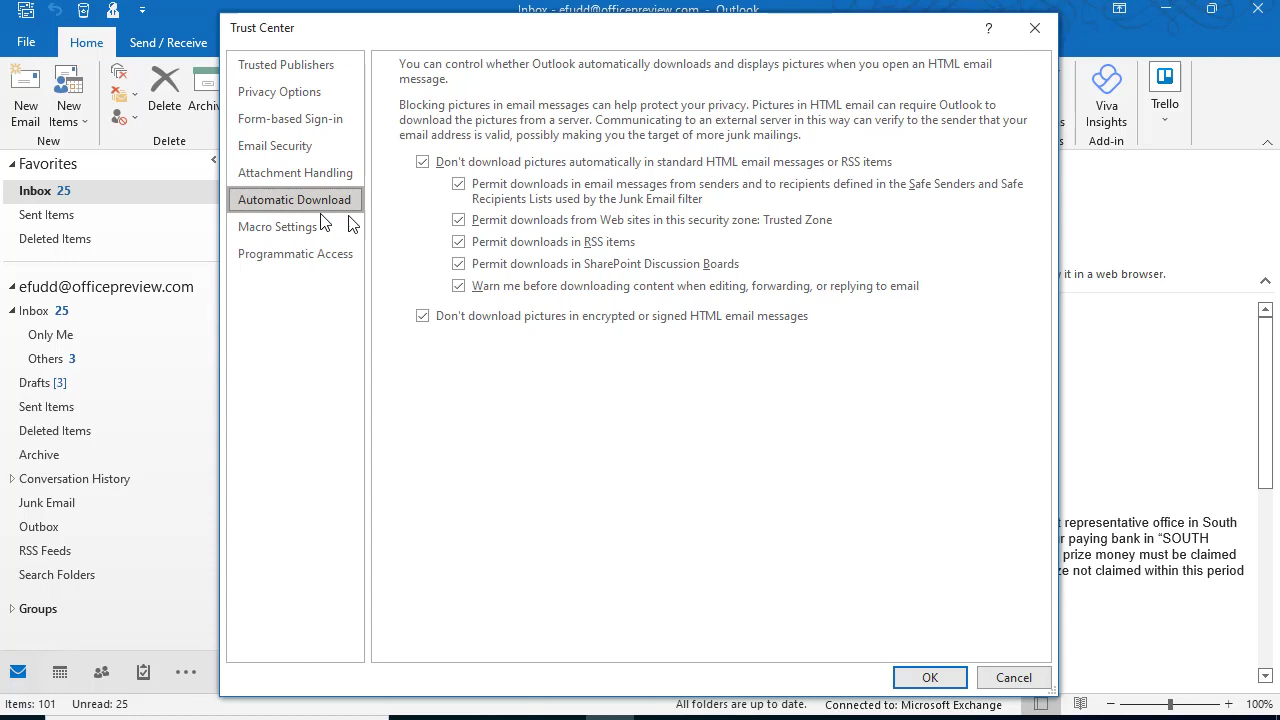 Inbox - efudd@officepreview.com - Outlook
File
Home
Send / Receive
New
Email
New
Items
New
Delete
Archiv
Delete
Viva
Insights
Add-in
Trello
Favorites
Inbox 25
Sent Items
Deleted Items
efudd@officepreview.com
Inbox 25
Only Me
Others 3
Drafts [3]
Sent Items
Deleted Items
Archive
Conversation History
Junk Email
Outbox
RSS Feeds
Search Folders
Groups
Items: 101 Unread: 25
Trust Center
Trusted Publishers
Privacy Options
Form-based Sign-in
Email Security
Attachment Handling
Automatic Download
Macro Settings
Programmatic Access
You can control whether Outlook automatically downloads and displays pictures when you open an HTML email
message.
Blocking pictures in email messages can help protect your privacy. Pictures in HTML email can require Outlook to
download the pictures from a server. Communicating to an external server in this way can verify to the sender that your
email address is valid, possibly making you the target of more junk mailings.
Don't download pictures automatically in standard HTML email messages or RSS items
Permit downloads in email messages from senders and to recipients defined in the Safe Senders and Safe
Recipients Lists used by the Junk Email filter
Permit downloads from Web sites in this security zone: Trusted Zone
Permit downloads in RSS items
Permit downloads in SharePoint Discussion Boards
Warn me before downloading content when editing, forwarding, or replying to email
Don't download pictures in encrypted or signed HTML email messages
OK
Cancel
it in a web browser.
representative office in South
paying bank in “SOUTH
prize money must be claimed
not claimed within this period
All folders are up to date. Connected to: Microsoft Exchange
100%